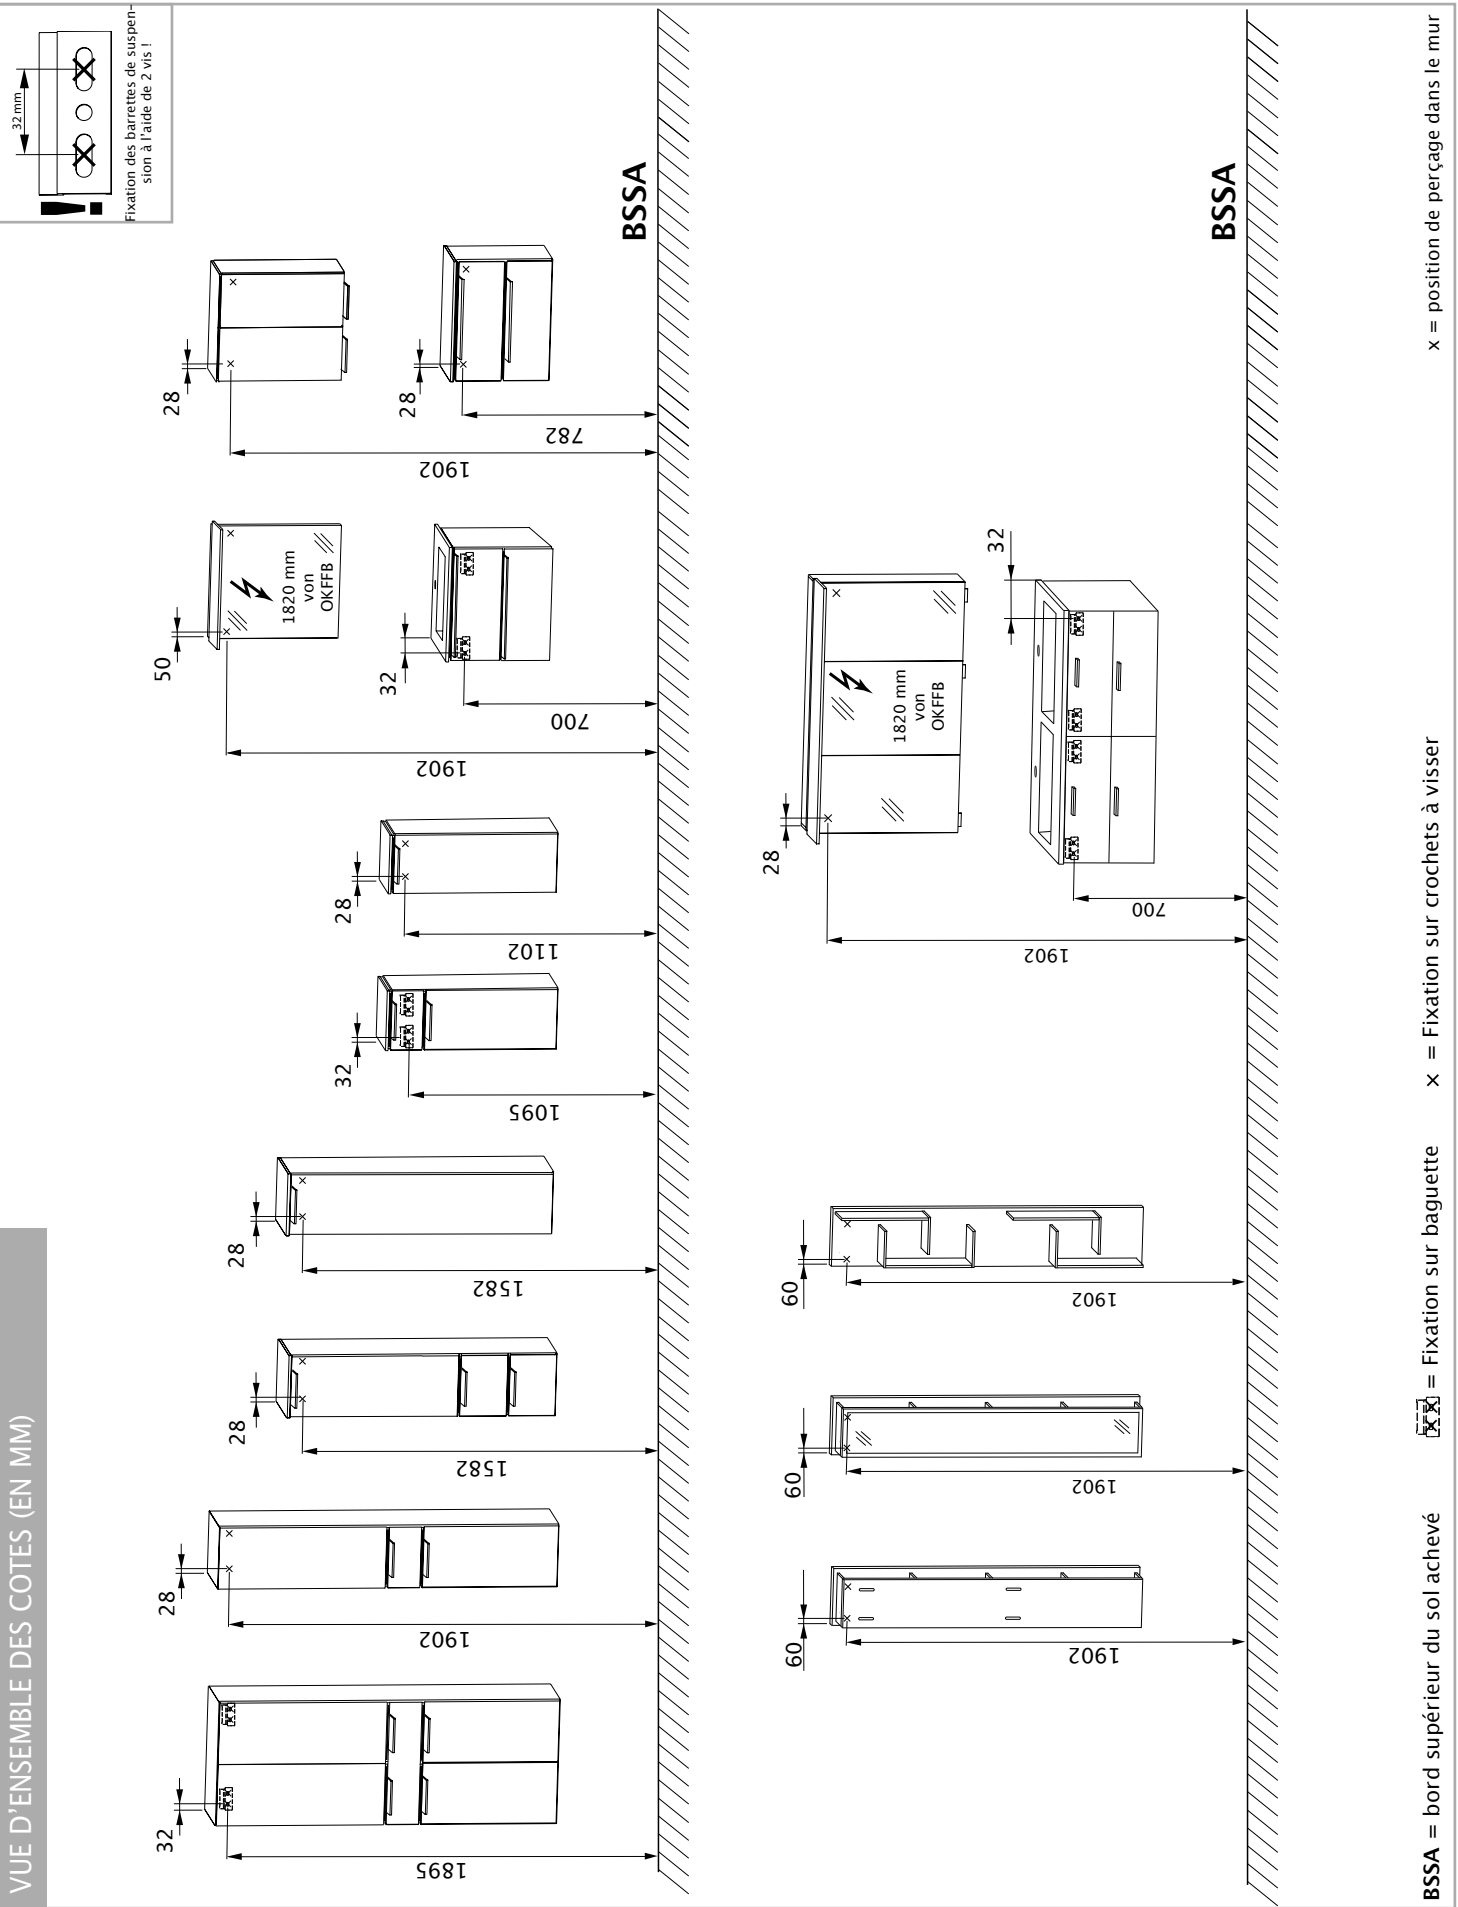 VUE D'ENSEMBLE DES COTES (EN MM)
32 mm
Fixation des barrettes de suspen-
sion à l'aide de 2 vis !
32
1895
28
1902
28
1582
28
1582
32
1095
28
1102
50
1820 mm
von
OKFFB
1902
32
700
28
1902
28
782
BSSA
60
1902
60
1902
60
1902
28
1820 mm
von
OKFFB
1902
32
700
BSSA
BSSA = bord supérieur du sol achevé
= Fixation sur baguette
x = Fixation sur crochets à visser
x = position de perçage dans le mur